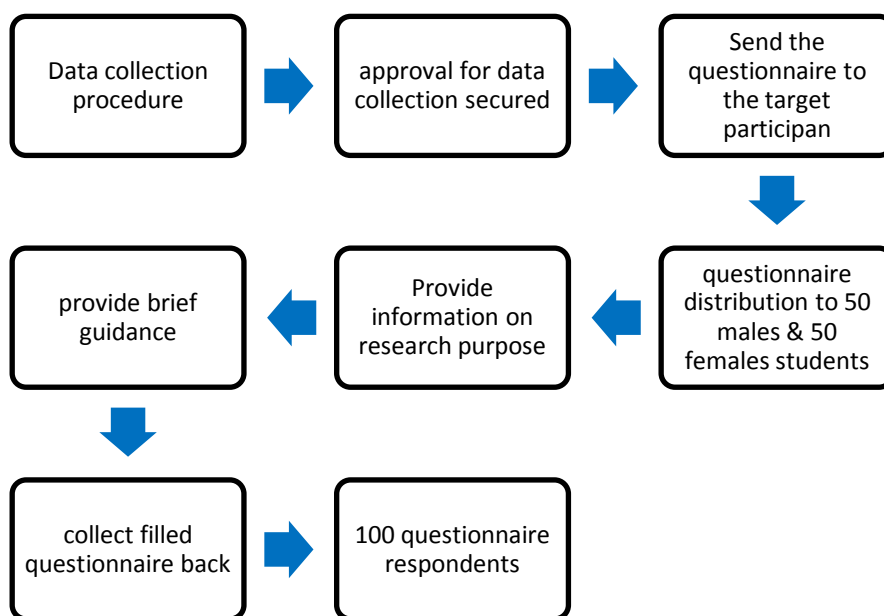 Data collection
procedure
approval for data
collection secured
Send the
questionnaire to
the target
participan
questionnaire
distribution to 50
males & 50
females students
Provide
information on
research purpose
provide brief
guidance
collect filled
questionnaire back
100 questionnaire
respondents